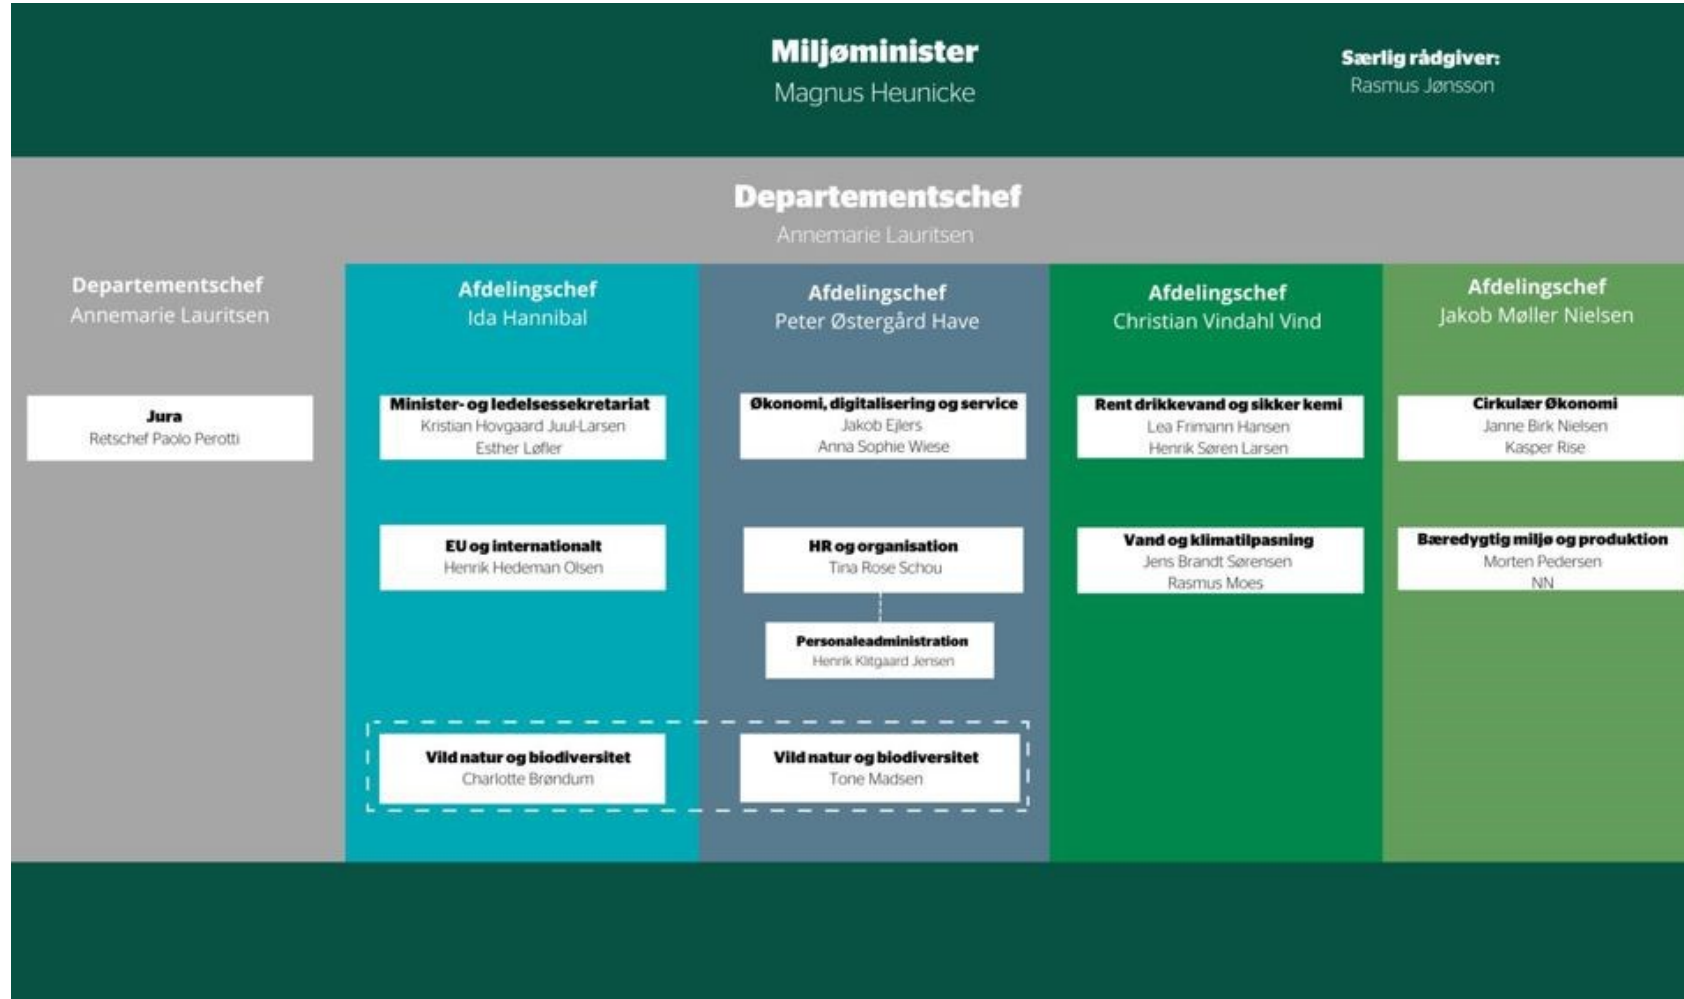 Miljøminister
Magnus Heunicke
Særlig rådgiver:
Rasmus Jønsson
Departementschef
Annemarie Lauritsen
Departementschef
Annemarie Lauritsen
Jura
Retschef Paolo Perotti
Afdelingschef
Ida Hannibal
Minister- og ledelsessekretariat
Kristian Hovgaard Juul-Larsen
Esther Løfler
EU og internationalt
Henrik Hedeman Olsen
Vild natur og biodiversitet
Charlotte Brøndum
Afdelingschef
Peter Østergård Have
Økonomi, digitalisering og service
Jakob Ejlers
Anna Sophie Wiese
HR og organisation
Tina Rose Schou
Personaleadministration
Henrik Klitgaard Jensen
Vild natur og biodiversitet
Tone Madsen
Afdelingschef
Christian Vindahl Vind
Rent drikkevand og sikker kemi
Lea Frimann Hansen
Henrik Søren Larsen
Vand og klimatilpasning
Jens Brandt Sørensen
Rasmus Moes
Afdelingschef
Jakob Møller Nielsen
Cirkulær Økonomi
Janne Birk Nielsen
Kasper Rise
Bæredygtig miljø og produktion
Morten Pedersen
NN